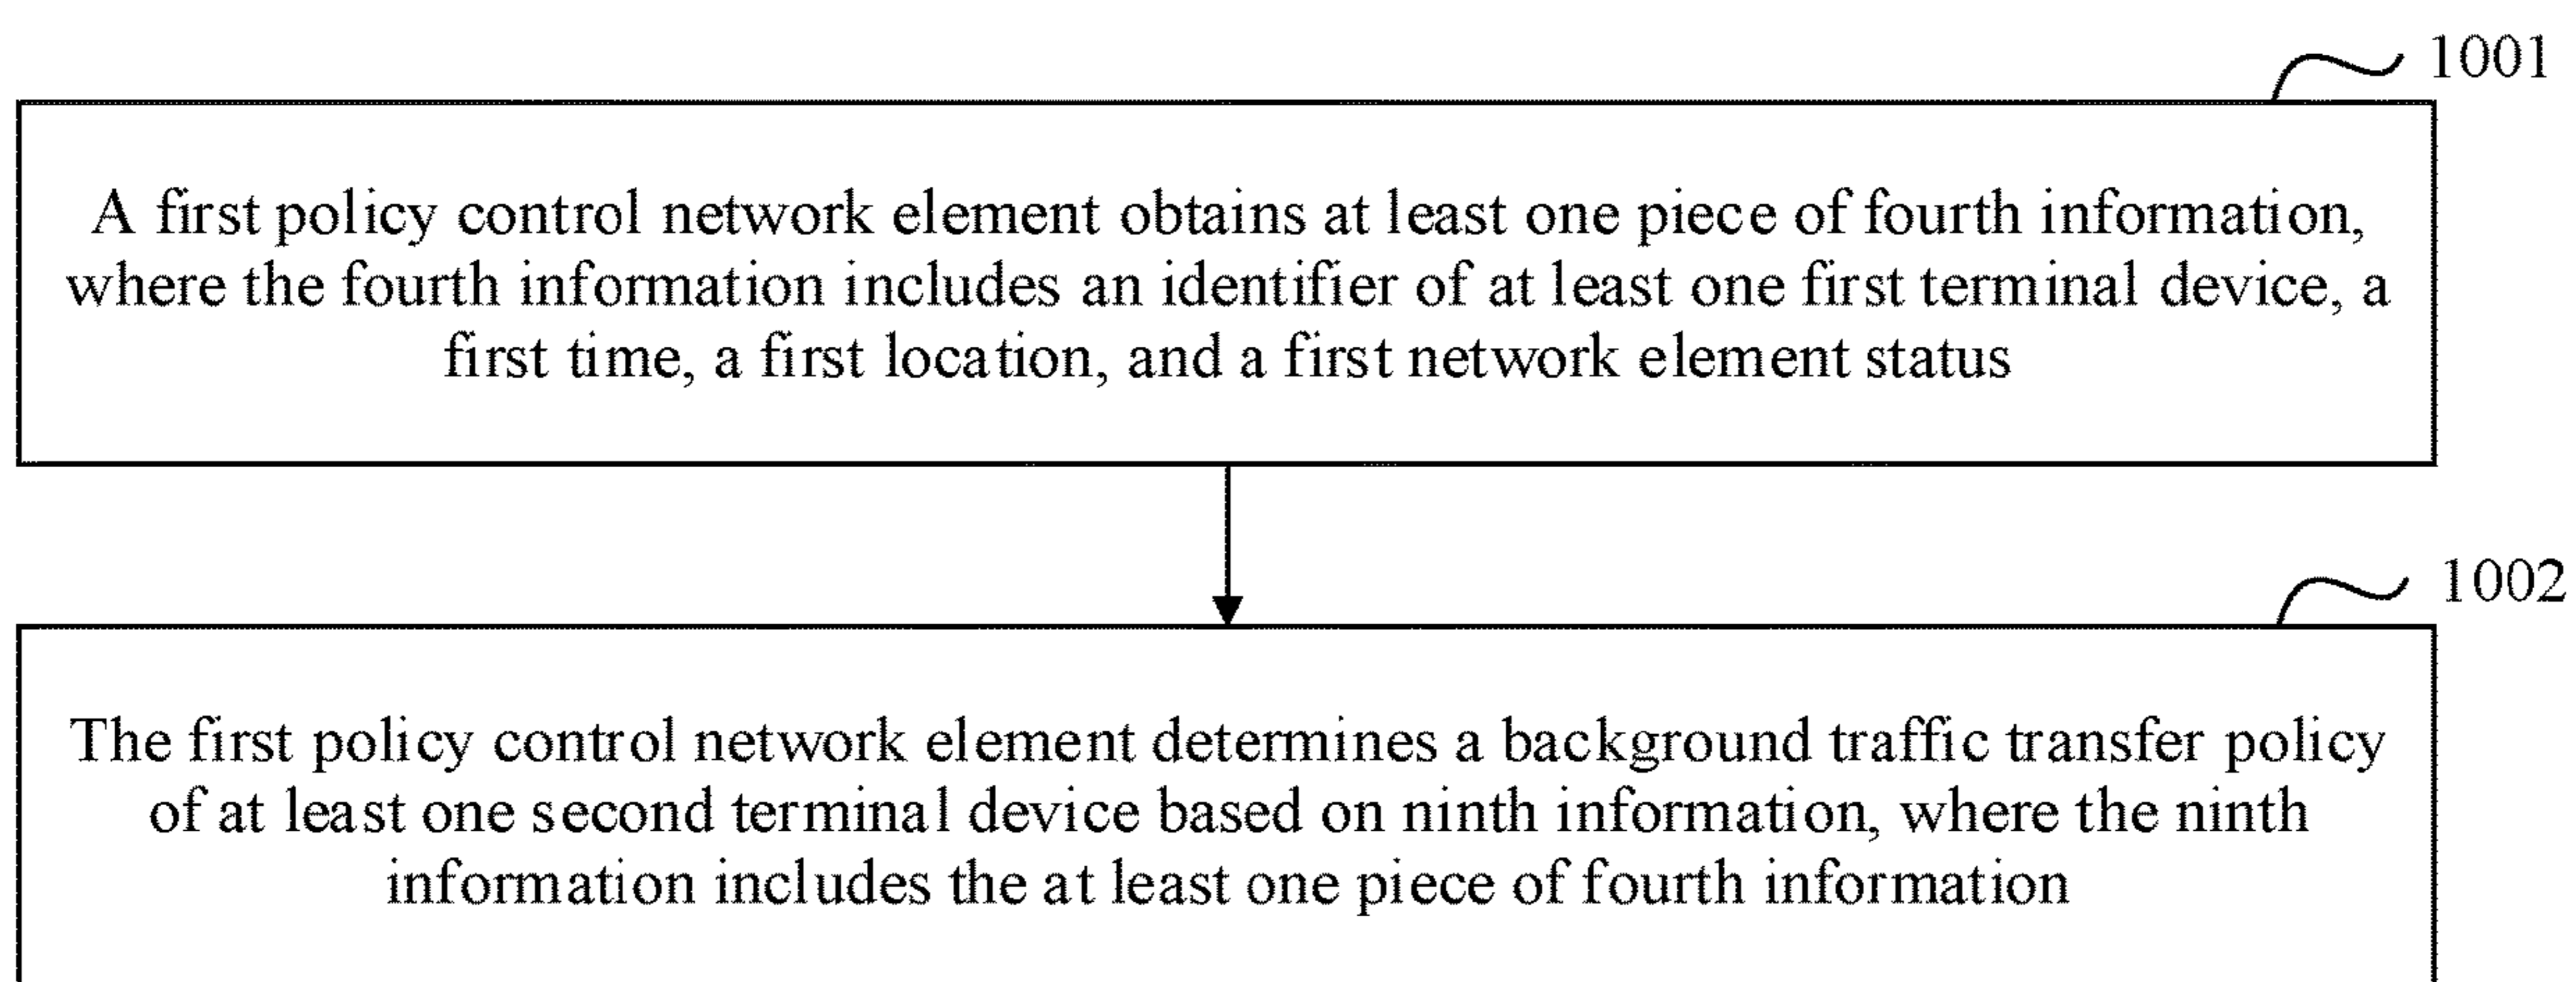 1001
A first policy control network element obtains at least one piece of fourth information,
where the fourth information includes an identifier of at least one first terminal device, a
first time, a first location, and a first network element status
1002
The first policy control network element determines a background traffic transfer policy
of at least one second terminal device based on ninth information, where the ninth
information includes the at least one piece of fourth information